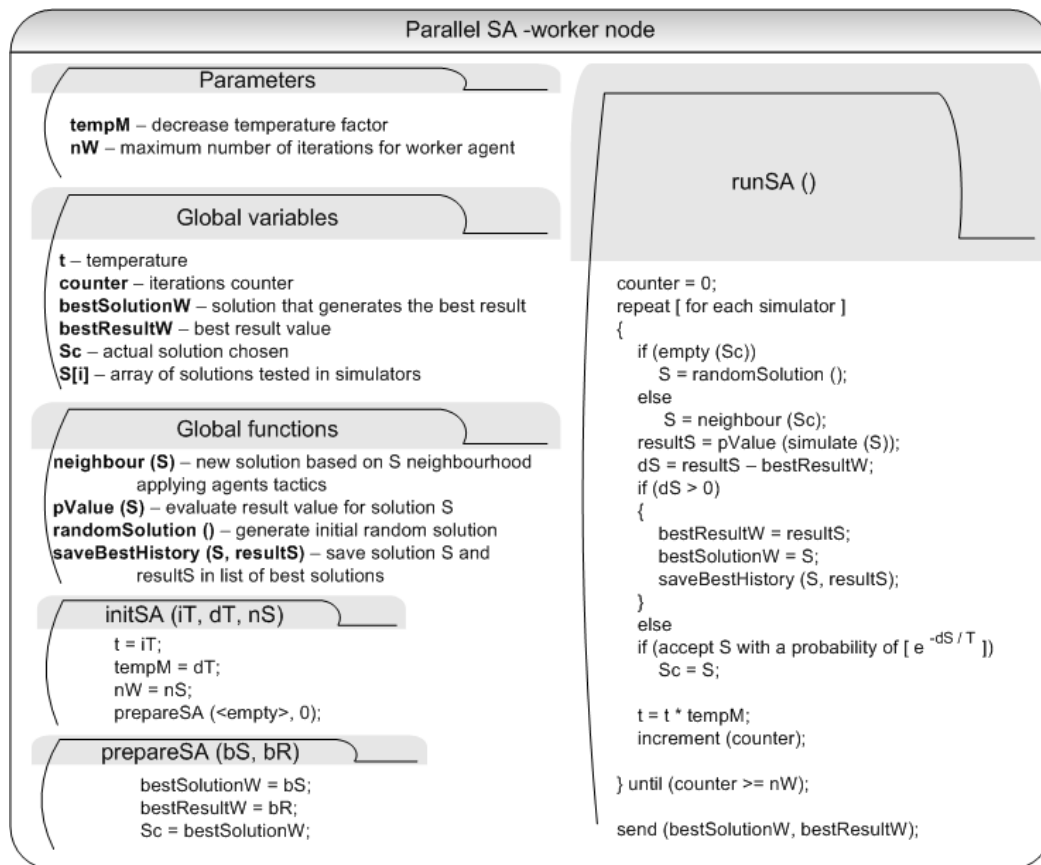 Parallel SA -worker node
Parameters
tempM – decrease temperature factor
nW – maximum number of iterations for worker agent
Global variables
t – temperature
counter – iterations counter
bestSolutionW – solution that generates the best result
bestResultW – best result value
Sc – actual solution chosen
S[i] – array of solutions tested in simulators
Global functions
neighbour (S) – new solution based on S neighbourhood
applying agents tactics
pValue (S) – evaluate result value for solution S
randomSolution () – generate initial random solution
saveBestHistory (S, resultS) – save solution S and
resultS in list of best solutions
initSA (iT, dT, nS)
t = iT;
tempM = dT;
nW = nS;
prepareSA (<empty>, 0);
prepareSA (bS, bR)
bestSolutionW = bS;
bestResultW = bR;
Sc = bestSolutionW;
runSA ()
counter = 0;
repeat [ for each simulator ]
{
if (empty (Sc))
S = randomSolution ();
else
S = neighbour (Sc);
resultS = pValue (simulate (S));
dS = resultS – bestResultW;
if (dS > 0)
{
bestResultW = resultS;
bestSolutionW = S;
saveBestHistory (S, resultS);
}
else
if (accept S with a probability of [ e -dS / T ])
Sc = S;
t = t * tempM;
increment (counter);
} until (counter >= nW);
send (bestSolutionW, bestResultW);